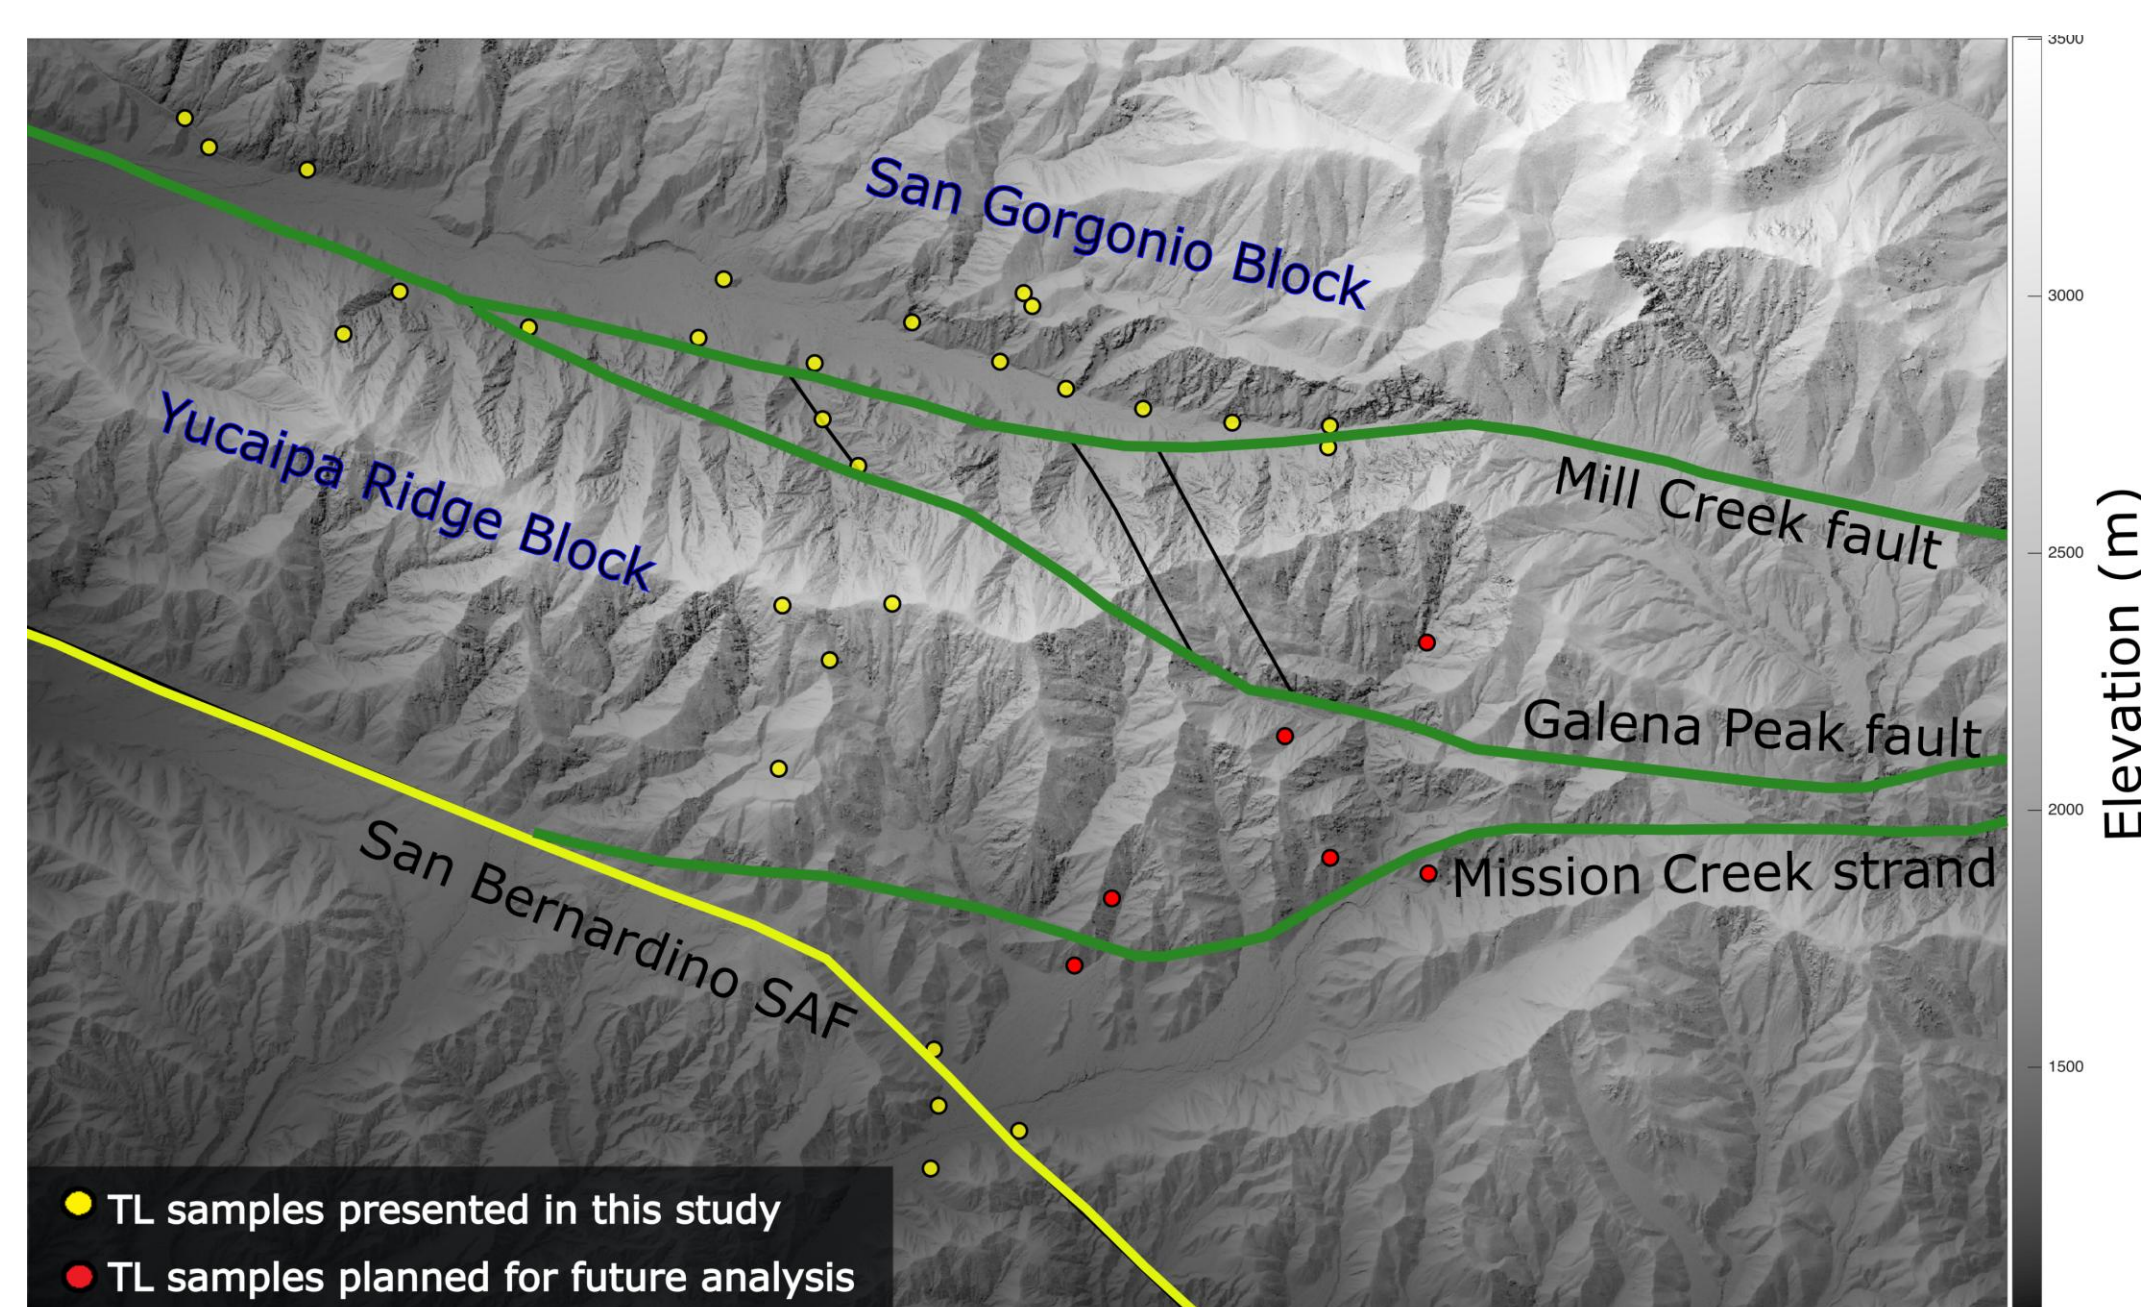 3500
San Gorgonio Block
3000
Yucaipa Ridge Block
Mill Creek fault
2500
Elevation (m)
Galena Peak fault
2000
San Bernardino SAF
Mission Creek strand
1500
TL samples presented in this study
TL samples planned for future analysis